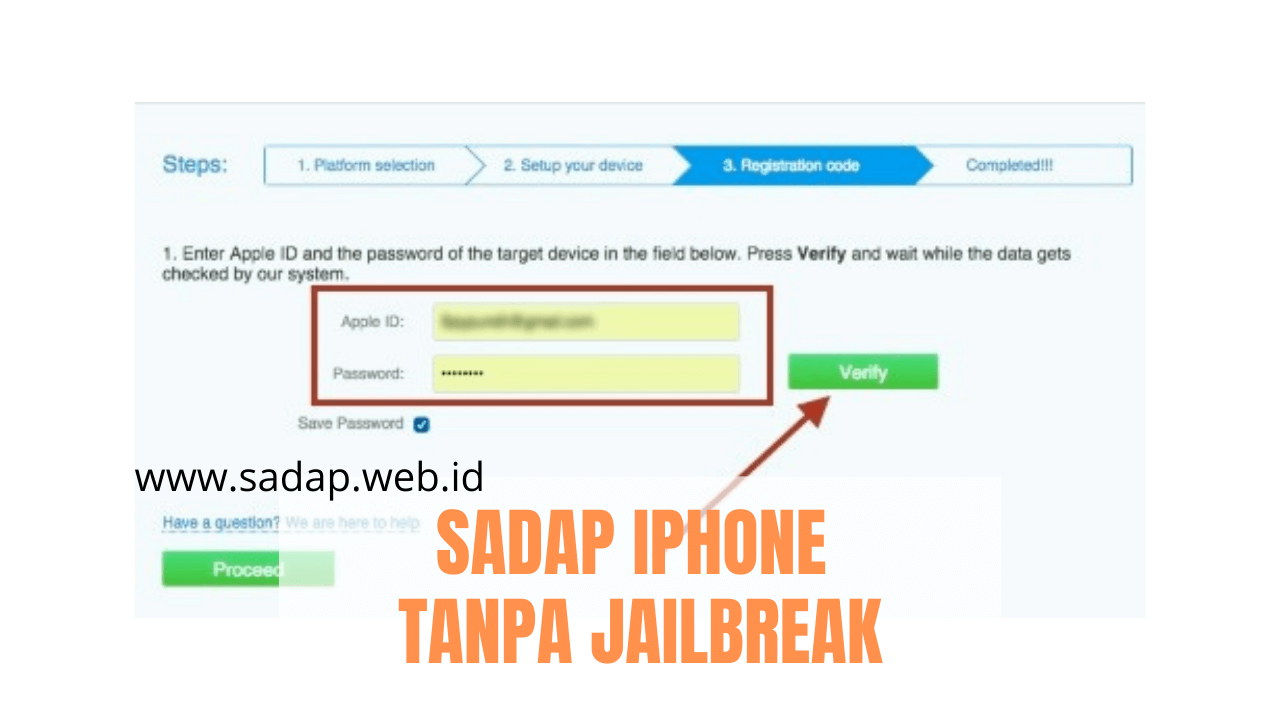 Steps:
1. Platform selection
2. Setup your device
3. Registration code
Completed!!!
1. Enter Apple ID and the password of the target device in the field below. Press Verify and wait while the data gets
checked by our system.
Apple ID:
Password:
Verify
Save Password
www.sadap.web.id
Have a question? We are here to help
Proceed
SADAP IPHONE
TANPA JAILBREAK